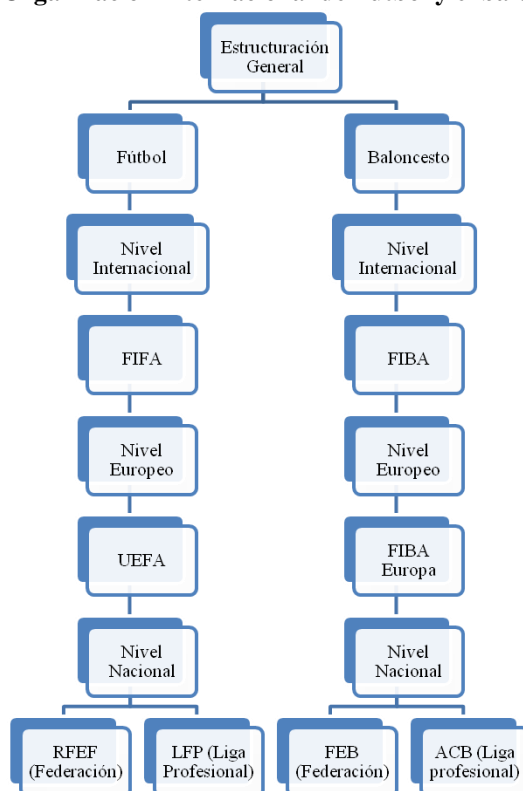 Estructuración
General
Fútbol
Baloncesto
Nivel
Internacional
Nivel
Internacional
FIFA
FIBA
Nivel
Europeo
Nivel
Europeo
UEFA
FIBA
Europa
Nivel
Nacional
Nivel
Nacional
RFEF
(Federación)
LFP (Liga
Profesional)
FEB
(Federación)
ACB (Liga
profesional)